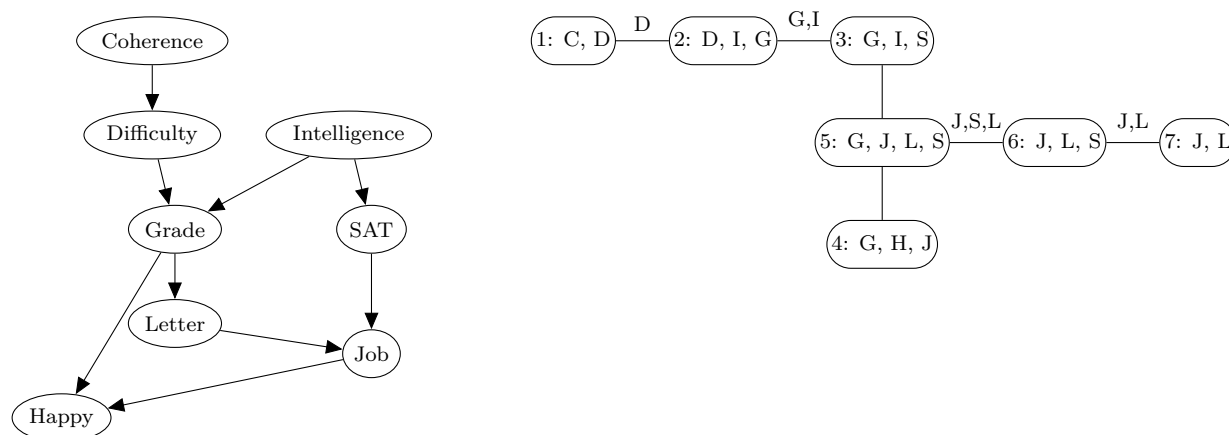 Coherence
Difficulty
Intelligence
Grade
SAT
Letter
Job
Happy
1: C, D
D
2: D, I, G
G,I
3: G, I, S
5: G, J, L, S
J,S,L
6: J, L, S
J,L
7: J, L
4: G, H, J